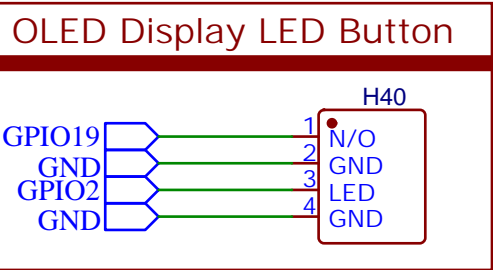 OLED Display LED Button
H40
GPIO19 1 N/O
GND 2 GND
GPIO2 3 LED
GND 4 GND